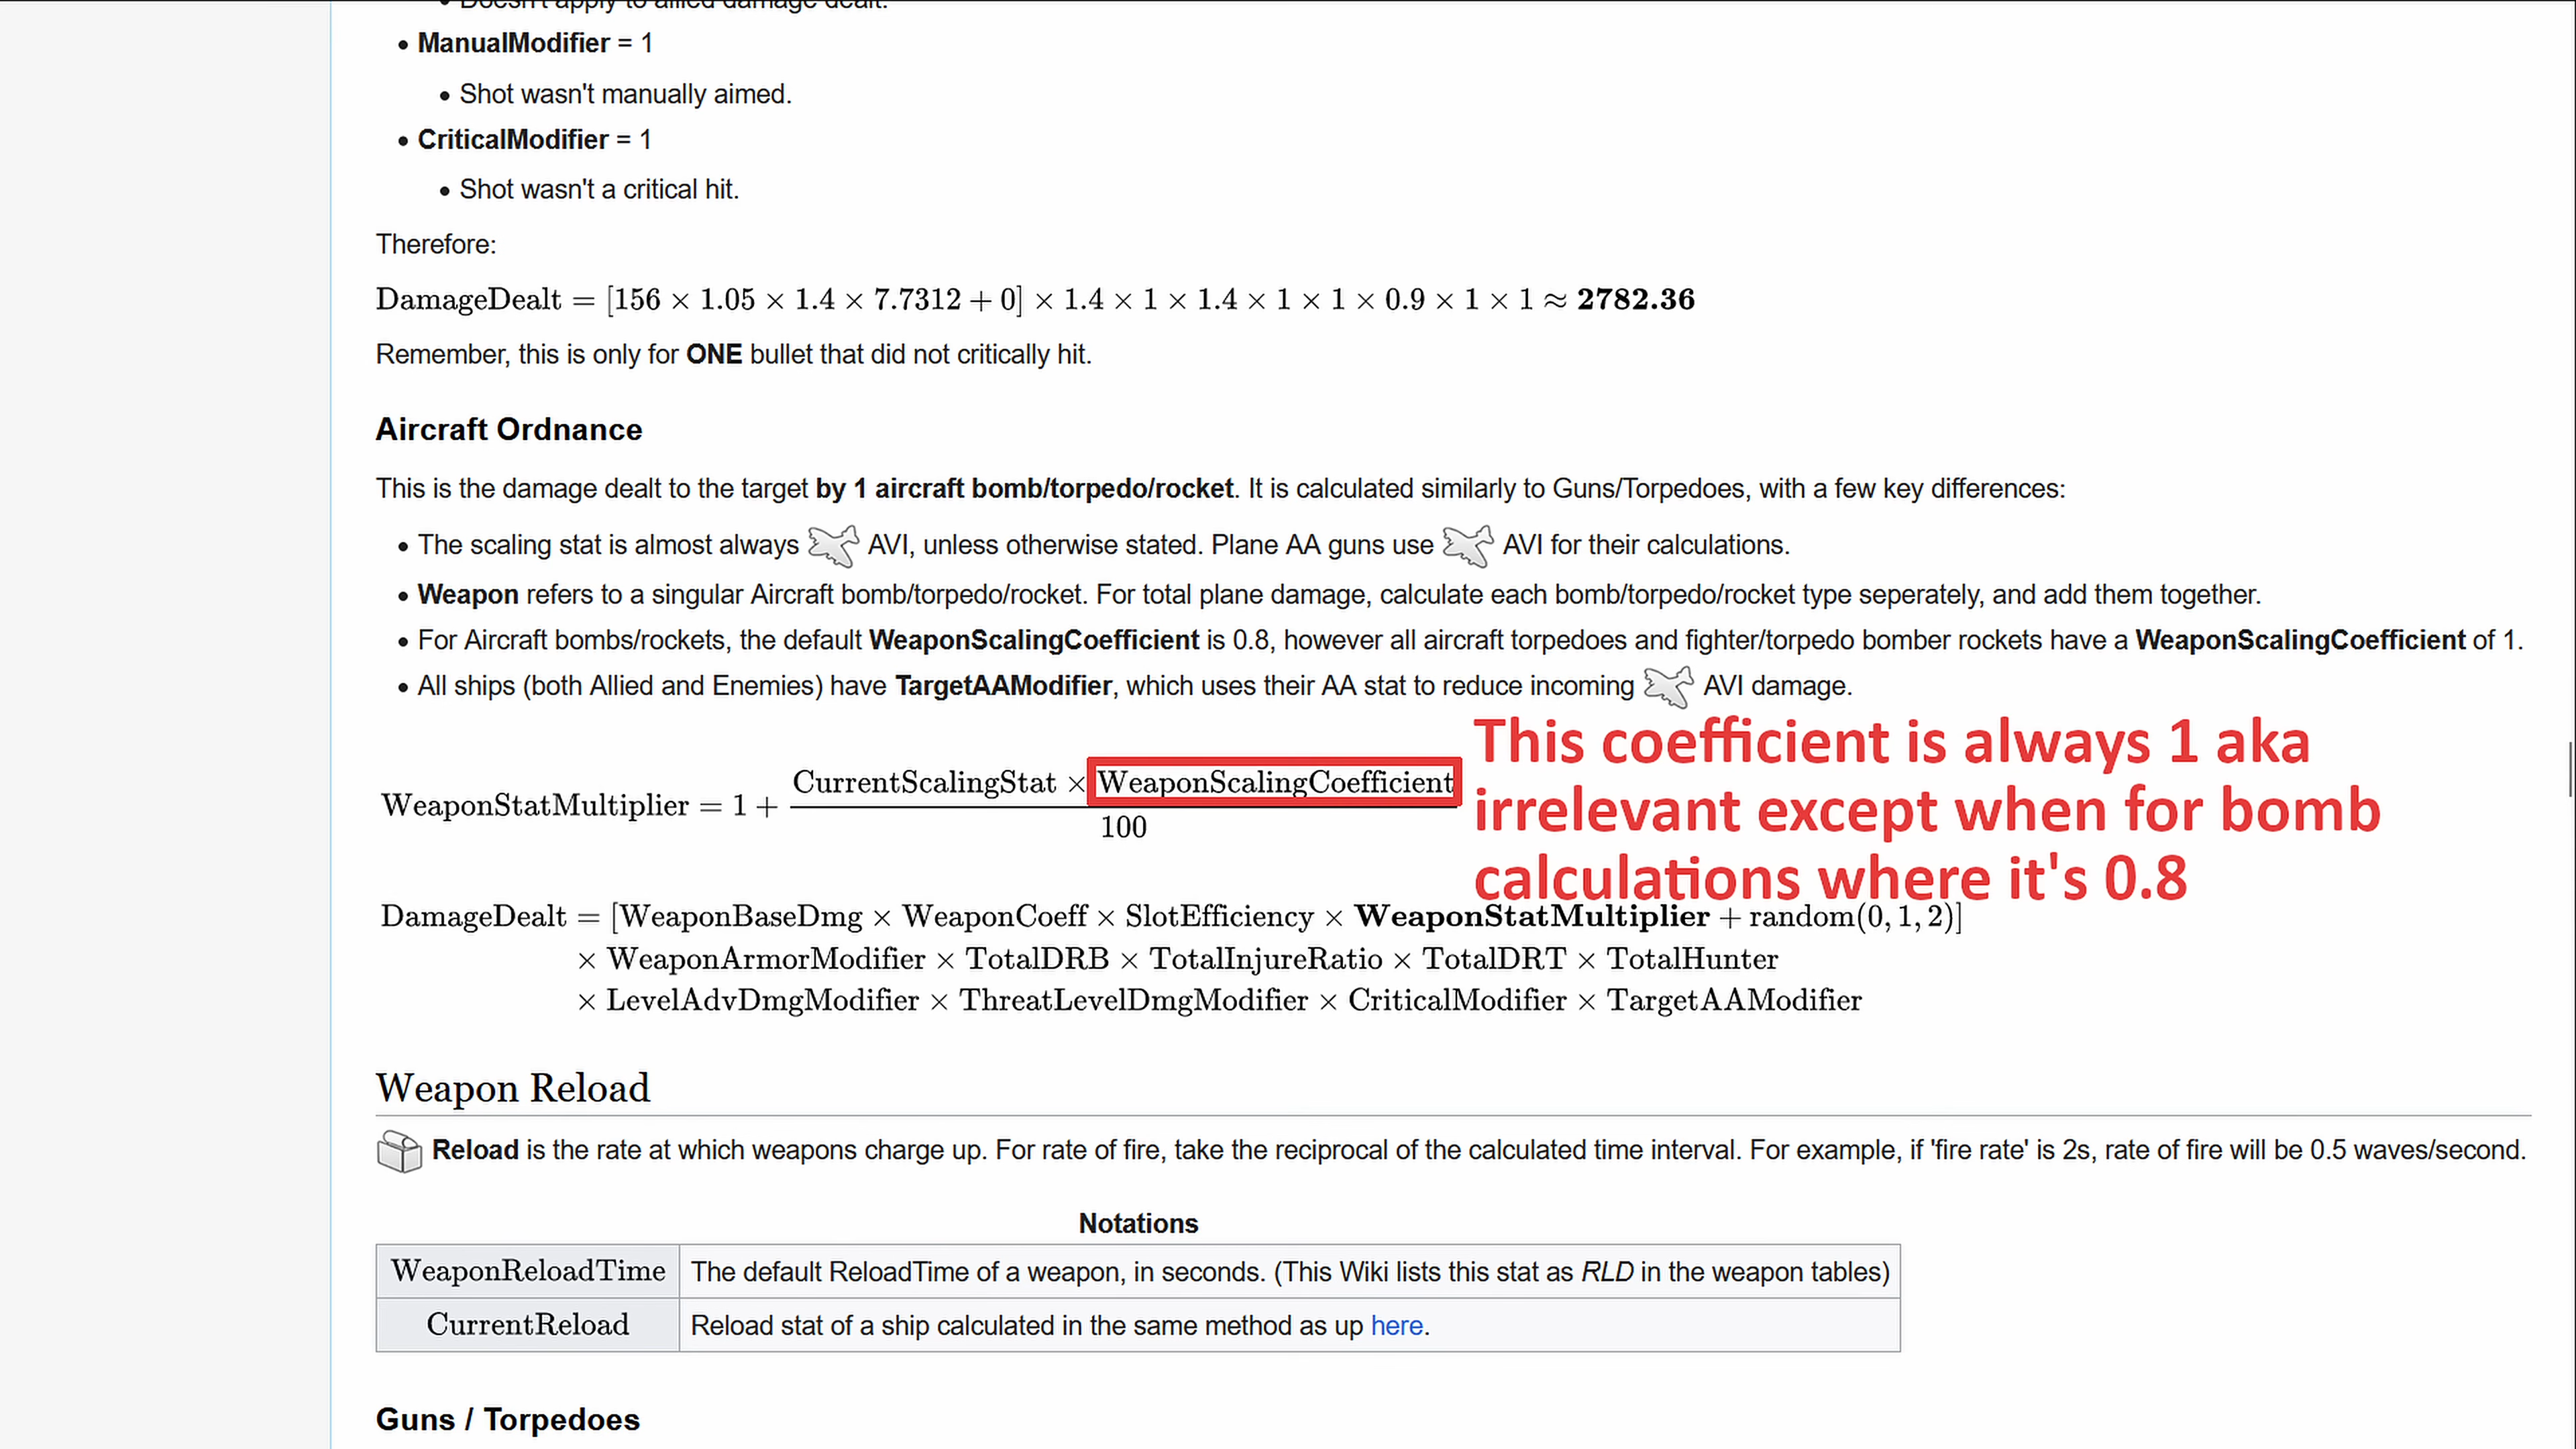 Doesn't apply to allied damage dealt.
ManualModifier = 1
Shot wasn't manually aimed.
CriticalModifier = 1
Shot wasn't a critical hit.
Therefore:
DamageDealt = [156 × 1.05 × 1.4 × 7.7312 + 0] × 1.4 × 1 × 1.4 × 1 × 1 × 0.9 × 1 × 1 ≈ 2782.36
Remember, this is only for ONE bullet that did not critically hit.
Aircraft Ordnance
This is the damage dealt to the target by 1 aircraft bomb/torpedo/rocket. It is calculated similarly to Guns/Torpedoes, with a few key differences:
The scaling stat is almost always AVI, unless otherwise stated. Plane AA guns use AVI for their calculations.
Weapon refers to a singular Aircraft bomb/torpedo/rocket. For total plane damage, calculate each bomb/torpedo/rocket type seperately, and add them together.
For Aircraft bombs/rockets, the default WeaponScalingCoefficient is 0.8, however all aircraft torpedoes and fighter/torpedo bomber rockets have a WeaponScalingCoefficient of 1.
All ships (both Allied and Enemies) have TargetAAModifier, which uses their AA stat to reduce incoming AVI damage.
CurrentScalingStat × WeaponScalingCoefficient
WeaponStatMultiplier = 1 +
100
This coefficient is always 1 aka
irrelevant except when for bomb
calculations where it's 0.8
DamageDealt = [WeaponBaseDmg × WeaponCoeff × SlotEfficiency × WeaponStatMultiplier + random(0, 1, 2)]
× WeaponArmorModifier × TotalDRB × TotalInjureRatio × TotalDRT × TotalHunter
× LevelAdvDmgModifier × ThreatLevelDmgModifier × CriticalModifier × TargetAAModifier
Weapon Reload
Reload is the rate at which weapons charge up. For rate of fire, take the reciprocal of the calculated time interval. For example, if 'fire rate' is 2s, rate of fire will be 0.5 waves/second.
Notations
WeaponReloadTime The default ReloadTime of a weapon, in seconds. (This Wiki lists this stat as RLD in the weapon tables)
CurrentReload Reload stat of a ship calculated in the same method as up here.
Guns / Torpedoes